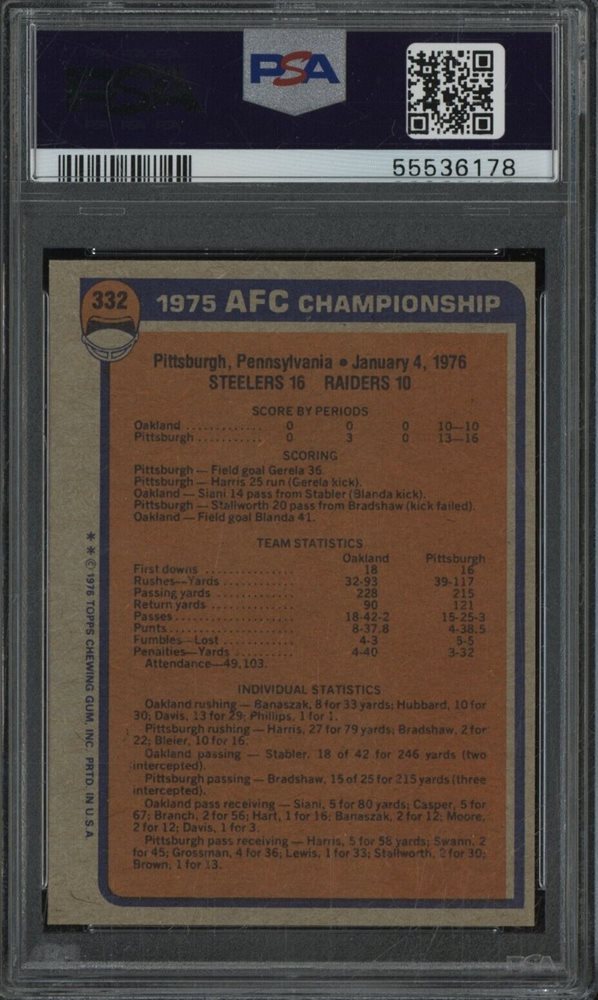 PSA
PSA
55536178
332
1975 AFC CHAMPIONSHIP
Pittsburgh, Pennsylvania • January 4, 1976
STEELERS 16 RAIDERS 10
SCORE BY PERIODS
Oakland ............ 0 0 0 10—10
Pittsburgh .......... 0 3 0 13—16
SCORING
Pittsburgh — Field goal Gerela 36.
Pittsburgh — Harris 25 run (Gerela kick).
Oakland — Siani 14 pass from Stabler (Blanda kick).
Pittsburgh — Stallworth 20 pass from Bradshaw (kick failed).
Oakland — Field goal Blanda 41.
TEAM STATISTICS
Oakland Pittsburgh
First downs ............... 18 16
Rushes—Yards ............ 32-93 39-117
Passing yards .............. 228 215
Return yards ............... 90 121
Passes ..................... 18-42-2 15-25-3
Punts ...................... 8-37.8 4-38.5
Fumbles—Lost ............. 4-3 5-5
Penalties—Yards ........... 4-40 3-32
Attendance—49,103.
INDIVIDUAL STATISTICS
Oakland rushing — Banaszak, 8 for 33 yards; Hubbard, 10 for
30; Davis, 13 for 29; Phillips, 1 for 1.
Pittsburgh rushing — Harris, 27 for 79 yards; Bradshaw, 2 for
22; Bleier, 10 for 16.
Oakland passing — Stabler, 18 of 42 for 246 yards (two
intercepted).
Pittsburgh passing — Bradshaw, 15 of 25 for 215 yards (three
intercepted).
Oakland pass receiving — Siani, 5 for 80 yards; Casper, 5 for
67; Branch, 2 for 56; Hart, 1 for 16; Banaszak, 2 for 12; Moore,
2 for 12; Davis, 1 for 3.
Pittsburgh pass receiving — Harris, 5 for 58 yards; Swann, 2
for 45; Grossman, 4 for 36; Lewis, 1 for 33; Stallworth, 2 for 30;
Brown, 1 for 13.
* * © 1976 TOPPS CHEWING GUM, INC. PRTD. IN U.S.A.
PSA